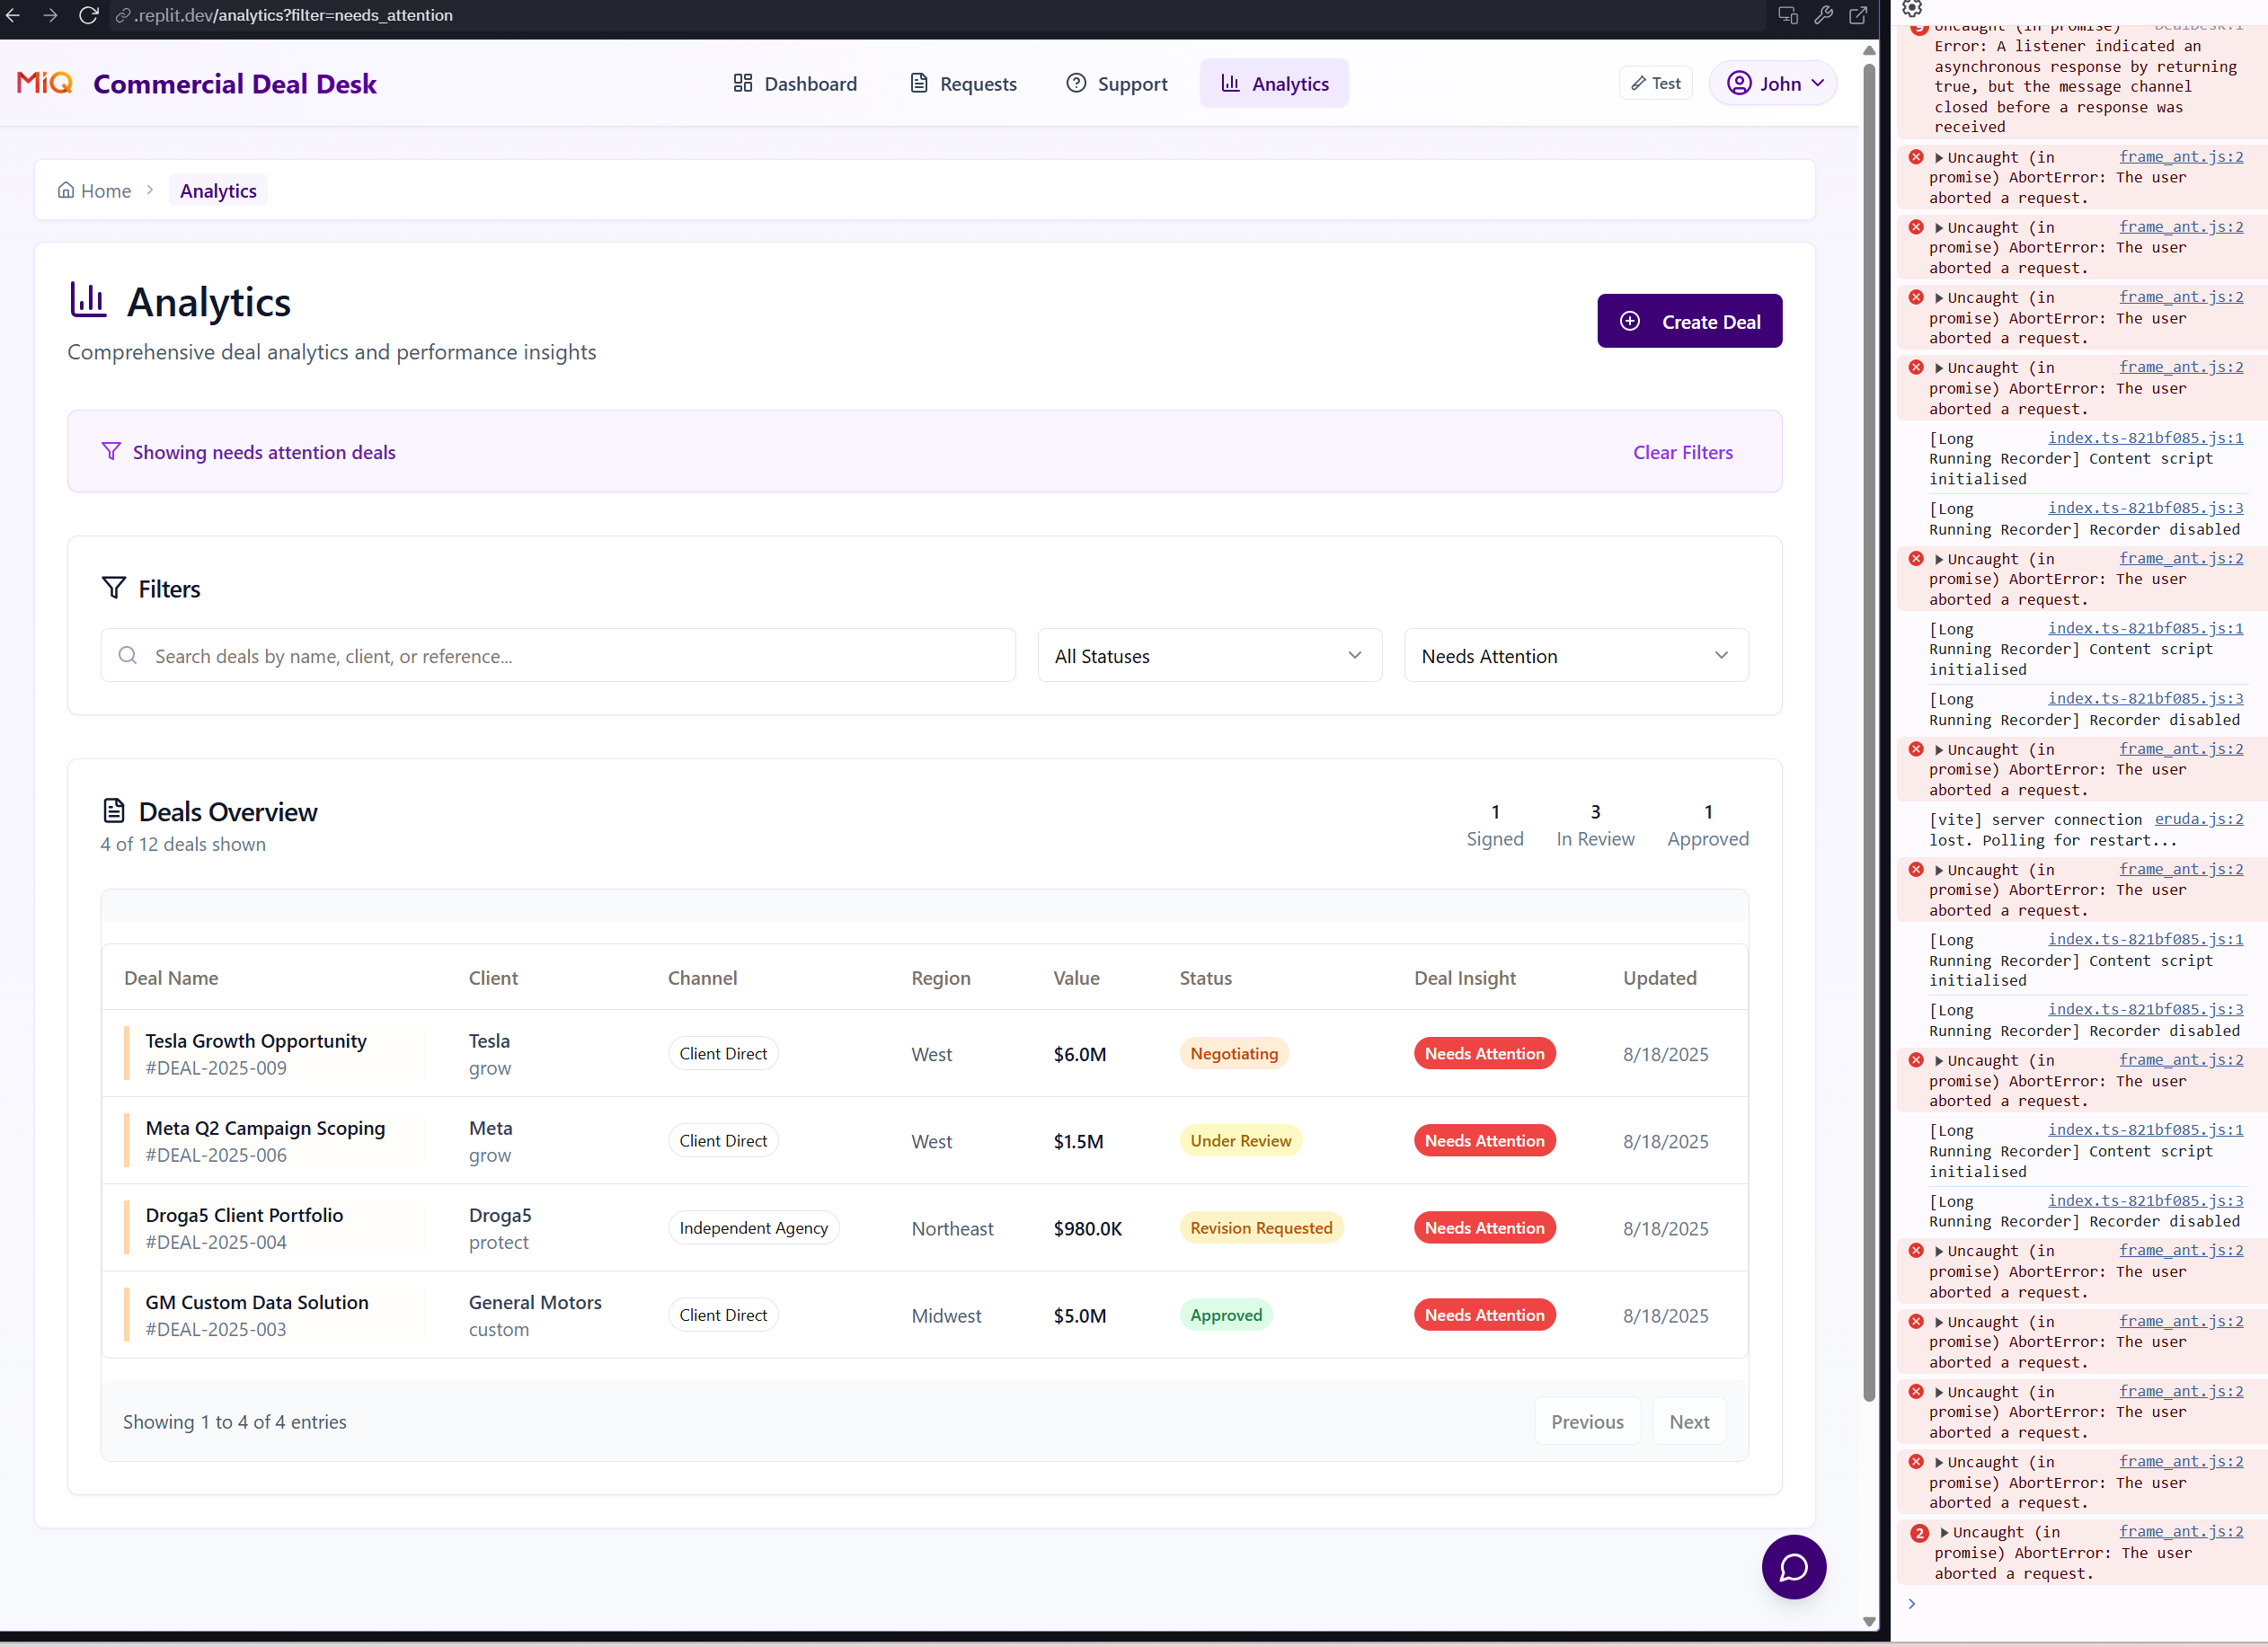 .replit.dev/analytics?filter=needs_attention
MiQ Commercial Deal Desk
Dashboard
Requests
Support
Analytics
Test
John
Home
Analytics
Analytics
Comprehensive deal analytics and performance insights
Create Deal
Showing needs attention deals
Clear Filters
Filters
Search deals by name, client, or reference...
All Statuses
Needs Attention
Deals Overview
4 of 12 deals shown
1
Signed
3
In Review
1
Approved
Deal Name Client Channel Region Value Status Deal Insight Updated
Tesla Growth Opportunity
#DEAL-2025-009
Tesla
grow
Client Direct
West
$6.0M
Negotiating
Needs Attention
8/18/2025
Meta Q2 Campaign Scoping
#DEAL-2025-006
Meta
grow
Client Direct
West
$1.5M
Under Review
Needs Attention
8/18/2025
Droga5 Client Portfolio
#DEAL-2025-004
Droga5
protect
Independent Agency
Northeast
$980.0K
Revision Requested
Needs Attention
8/18/2025
GM Custom Data Solution
#DEAL-2025-003
General Motors
custom
Client Direct
Midwest
$5.0M
Approved
Needs Attention
8/18/2025
Showing 1 to 4 of 4 entries
Previous
Next
Uncaught (in promise)
Error: A listener indicated an
asynchronous response by returning
true, but the message channel
closed before a response was
received
Uncaught (in frame_ant.js:2
promise) AbortError: The user
aborted a request.
Uncaught (in frame_ant.js:2
promise) AbortError: The user
aborted a request.
Uncaught (in frame_ant.js:2
promise) AbortError: The user
aborted a request.
Uncaught (in frame_ant.js:2
promise) AbortError: The user
aborted a request.
[Long index.ts-821bf085.js:1
Running Recorder] Content script
initialised
[Long index.ts-821bf085.js:3
Running Recorder] Recorder disabled
Uncaught (in frame_ant.js:2
promise) AbortError: The user
aborted a request.
[Long index.ts-821bf085.js:1
Running Recorder] Content script
initialised
[Long index.ts-821bf085.js:3
Running Recorder] Recorder disabled
Uncaught (in frame_ant.js:2
promise) AbortError: The user
aborted a request.
[vite] server connection eruda.js:2
lost. Polling for restart...
Uncaught (in frame_ant.js:2
promise) AbortError: The user
aborted a request.
[Long index.ts-821bf085.js:1
Running Recorder] Content script
initialised
[Long index.ts-821bf085.js:3
Running Recorder] Recorder disabled
Uncaught (in frame_ant.js:2
promise) AbortError: The user
aborted a request.
[Long index.ts-821bf085.js:1
Running Recorder] Content script
initialised
[Long index.ts-821bf085.js:3
Running Recorder] Recorder disabled
Uncaught (in frame_ant.js:2
promise) AbortError: The user
aborted a request.
Uncaught (in frame_ant.js:2
promise) AbortError: The user
aborted a request.
Uncaught (in frame_ant.js:2
promise) AbortError: The user
aborted a request.
Uncaught (in frame_ant.js:2
promise) AbortError: The user
aborted a request.
2 Uncaught (in frame_ant.js:2
promise) AbortError: The user
aborted a request.